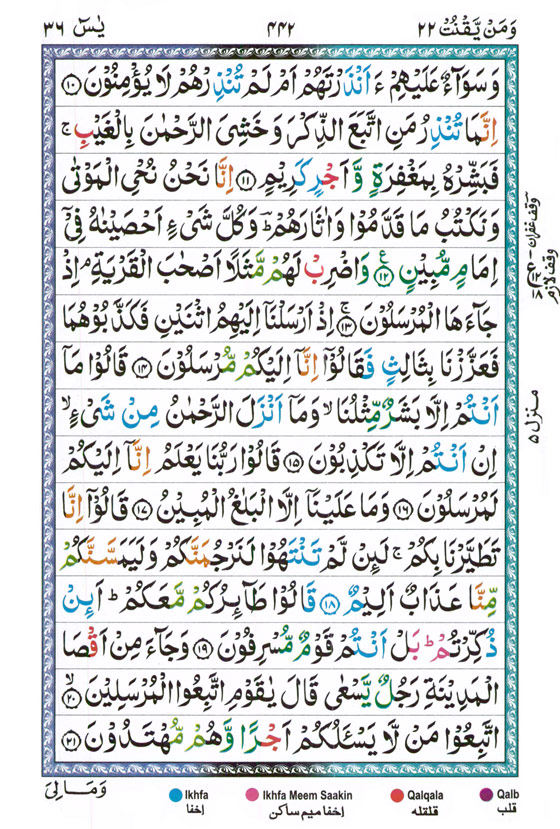 وَمَنْ يَّقْنُتْ ٢٢
٤٤٢
يٰسٓ ٣٦
وَسَوَآءٌ عَلَيْهِمْ ءَاَنْذَرْتَهُمْ اَمْ لَمْ تُنْذِرْهُمْ لَا يُؤْمِنُوْنَ ۝١٠
اِنَّمَا تُنْذِرُ مَنِ اتَّبَعَ الذِّكْرَ وَخَشِىَ الرَّحْمٰنَ بِالْغَيْبِ ۚ
فَبَشِّرْهُ بِمَغْفِرَةٍ وَّاَجْرٍ كَرِيْمٍ ۝١١ اِنَّا نَحْنُ نُحْىِ الْمَوْتٰى
وَنَكْتُبُ مَا قَدَّمُوْا وَاٰثَارَهُمْ ؕ وَكُلَّ شَىْءٍ اَحْصَيْنٰهُ فِىْٓ
اِمَامٍ مُّبِيْنٍ ۝١٢ وَاضْرِبْ لَهُمْ مَّثَلًا اَصْحٰبَ الْقَرْيَةِ ۘ اِذْ
جَآءَهَا الْمُرْسَلُوْنَ ۝١٣ اِذْ اَرْسَلْنَآ اِلَيْهِمُ اثْنَيْنِ فَكَذَّبُوْهُمَا
فَعَزَّزْنَا بِثَالِثٍ فَقَالُوْٓا اِنَّآ اِلَيْكُمْ مُّرْسَلُوْنَ ۝١٤ قَالُوْا مَآ
اَنْتُمْ اِلَّا بَشَرٌ مِّثْلُنَا ۙ وَمَآ اَنْزَلَ الرَّحْمٰنُ مِنْ شَىْءٍ ۙ
اِنْ اَنْتُمْ اِلَّا تَكْذِبُوْنَ ۝١٥ قَالُوْا رَبُّنَا يَعْلَمُ اِنَّآ اِلَيْكُمْ
لَمُرْسَلُوْنَ ۝١٦ وَمَا عَلَيْنَآ اِلَّا الْبَلٰغُ الْمُبِيْنُ ۝١٧ قَالُوْٓا اِنَّا
تَطَيَّرْنَا بِكُمْ ۚ لَئِنْ لَّمْ تَنْتَهُوْا لَنَرْجُمَنَّكُمْ وَلَيَمَسَّنَّكُمْ
مِّنَّا عَذَابٌ اَلِيْمٌ ۝١٨ قَالُوْا طَآئِرُكُمْ مَّعَكُمْ ؕ اَئِنْ
ذُكِّرْتُمْ ؕ بَلْ اَنْتُمْ قَوْمٌ مُّسْرِفُوْنَ ۝١٩ وَجَآءَ مِنْ اَقْصَا
الْمَدِيْنَةِ رَجُلٌ يَّسْعٰى قَالَ يٰقَوْمِ اتَّبِعُوا الْمُرْسَلِيْنَ ۙ ۝٢٠
اتَّبِعُوْا مَنْ لَّا يَسْئَلُكُمْ اَجْرًا وَّهُمْ مُّهْتَدُوْنَ ۝٢١
وقف غفران
وقف لازم
منزل ۵
وَمَا لِىَ
Ikhfa
اخفا
Ikhfa Meem Saakin
اخفا میم ساکن
Qalqala
قلقله
Qalb
قلب